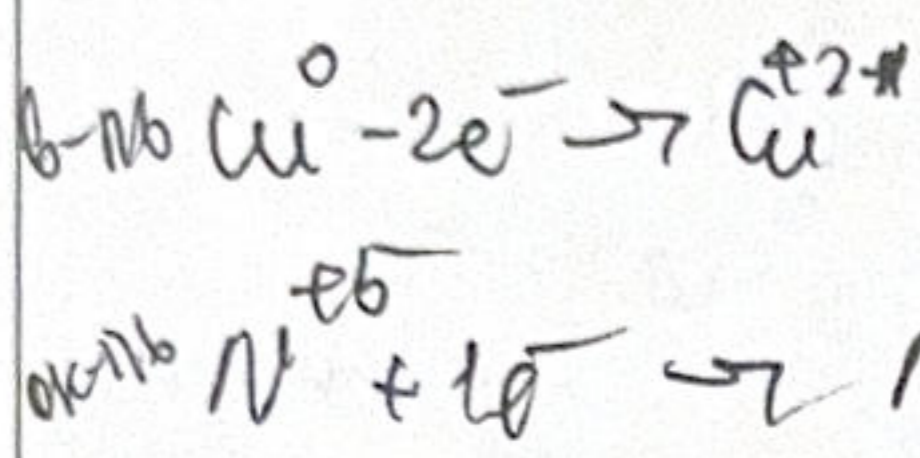 в-ль Cu⁰ -2e⁻ → Cu⁺²
ок-ль N⁺⁵ + 1e⁻ →